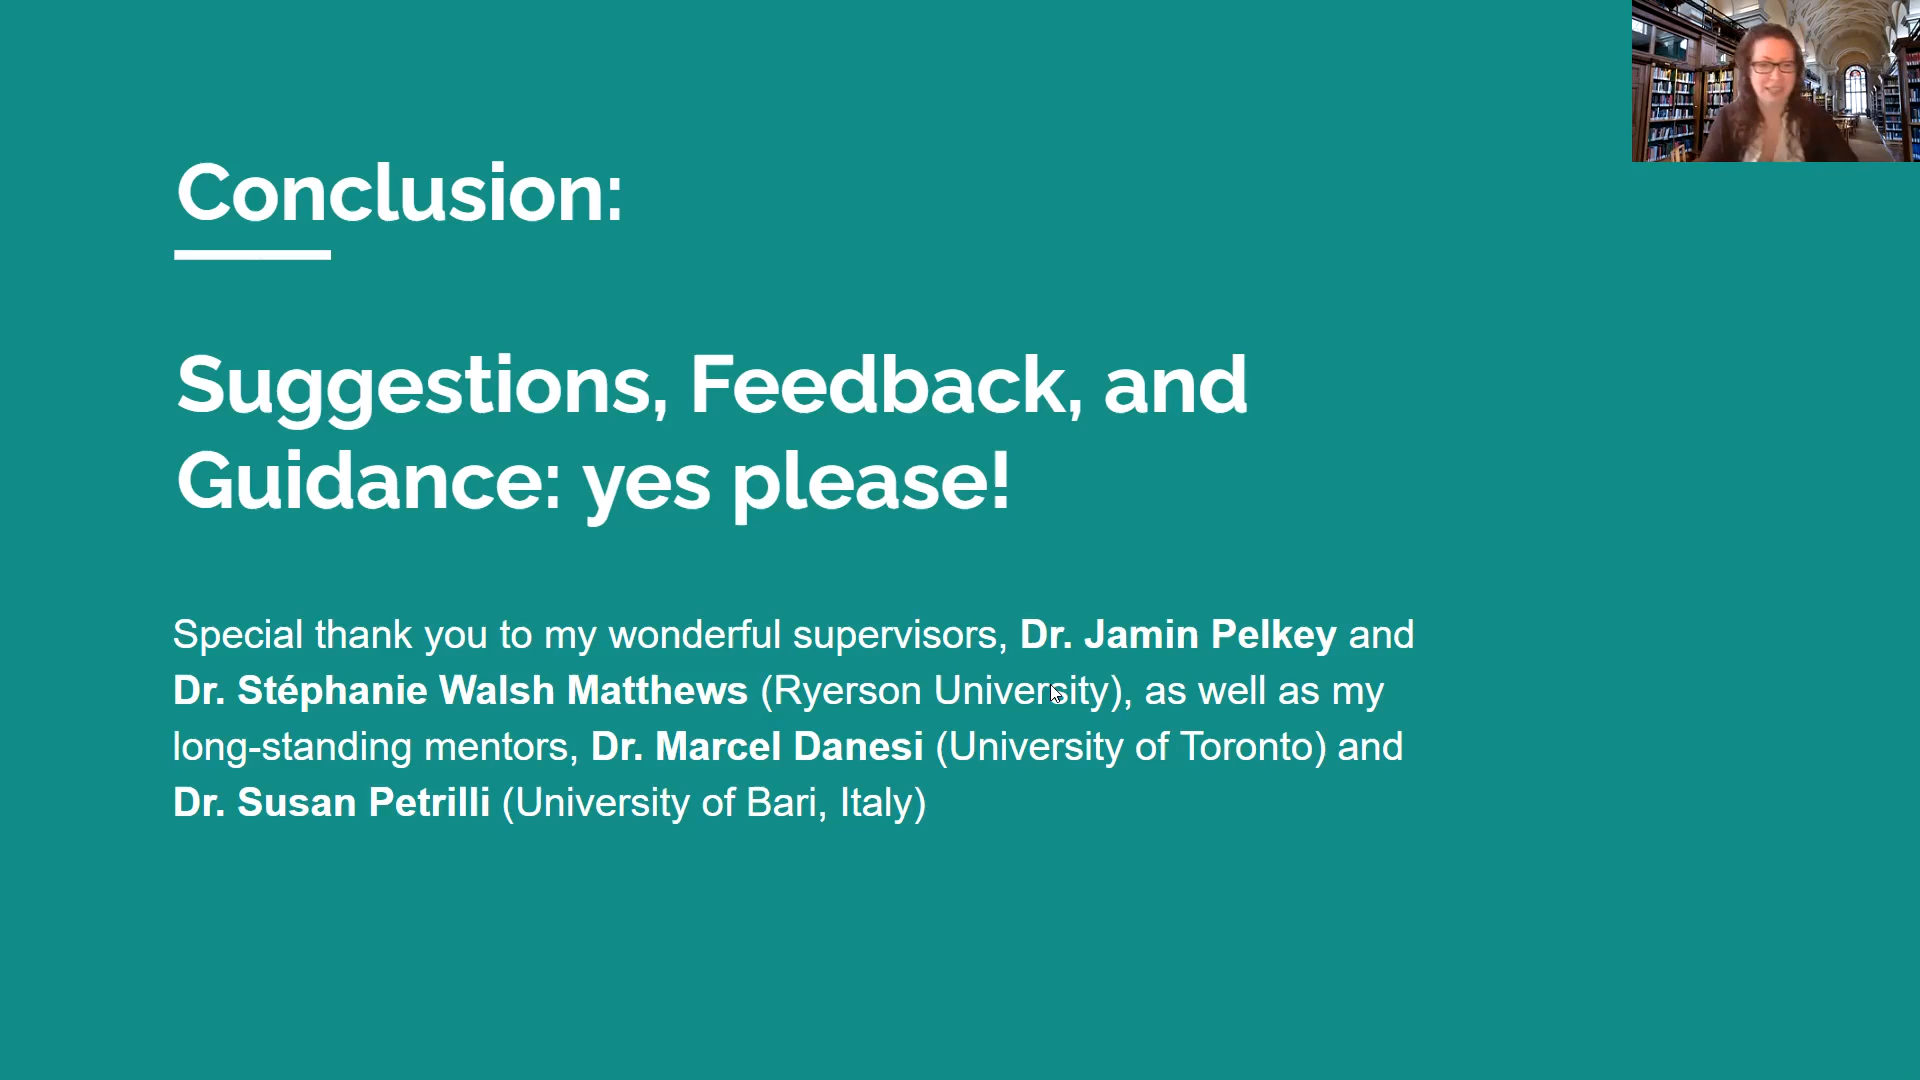 Conclusion:
Suggestions, Feedback, and
Guidance: yes please!
Special thank you to my wonderful supervisors, Dr. Jamin Pelkey and
Dr. Stéphanie Walsh Matthews (Ryerson University), as well as my
long-standing mentors, Dr. Marcel Danesi (University of Toronto) and
Dr. Susan Petrilli (University of Bari, Italy)